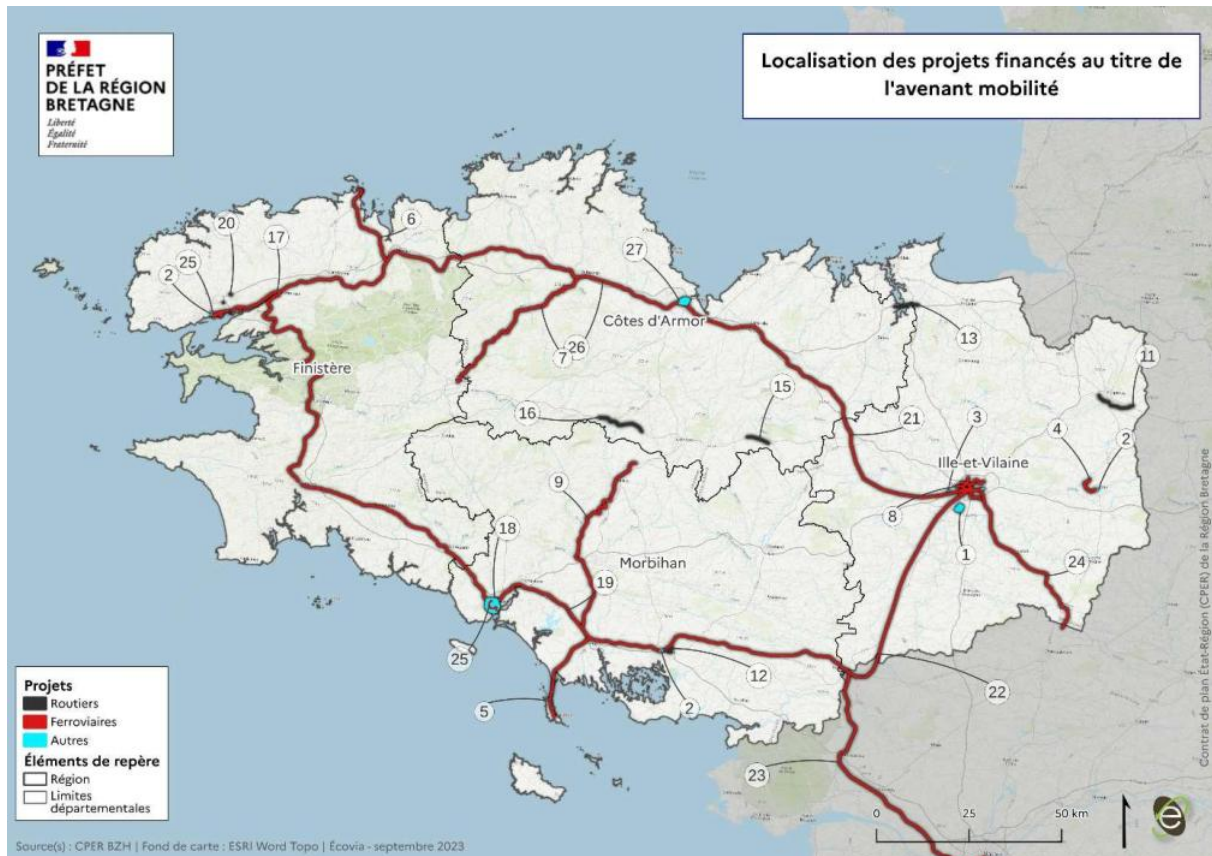 PRÉFET
DE LA RÉGION
BRETAGNE
Liberté
Égalité
Fraternité
Localisation des projets financés au titre de
l'avenant mobilité
6
20
17
25
2
27
Côtes d'Armor
7
26
13
11
Finistère
15
16
21
3
4
2
Ille-et-Vilaine
9
18
8
1
Morbihan
19
24
25
12
22
5
2
23
Projets
Routiers
Ferroviaires
Autres
Éléments de repère
Région
Limites
départementales
0
25
50 km
Contrat de plan État-Région (CPER) de la Région Bretagne
Source(s) : CPER BZH | Fond de carte : ESRI Word Topo | Écovia - septembre 2023